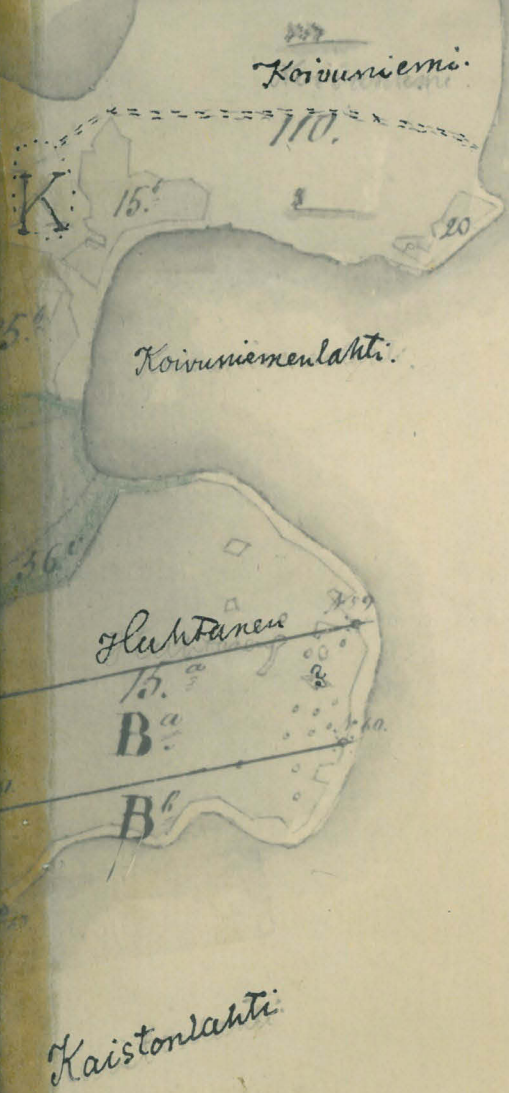 Koivuniemi.
110.
K
15.
20
Koivuniemenlahti.
Huhtanen
15. a
B a
B b
Kaistonlahti